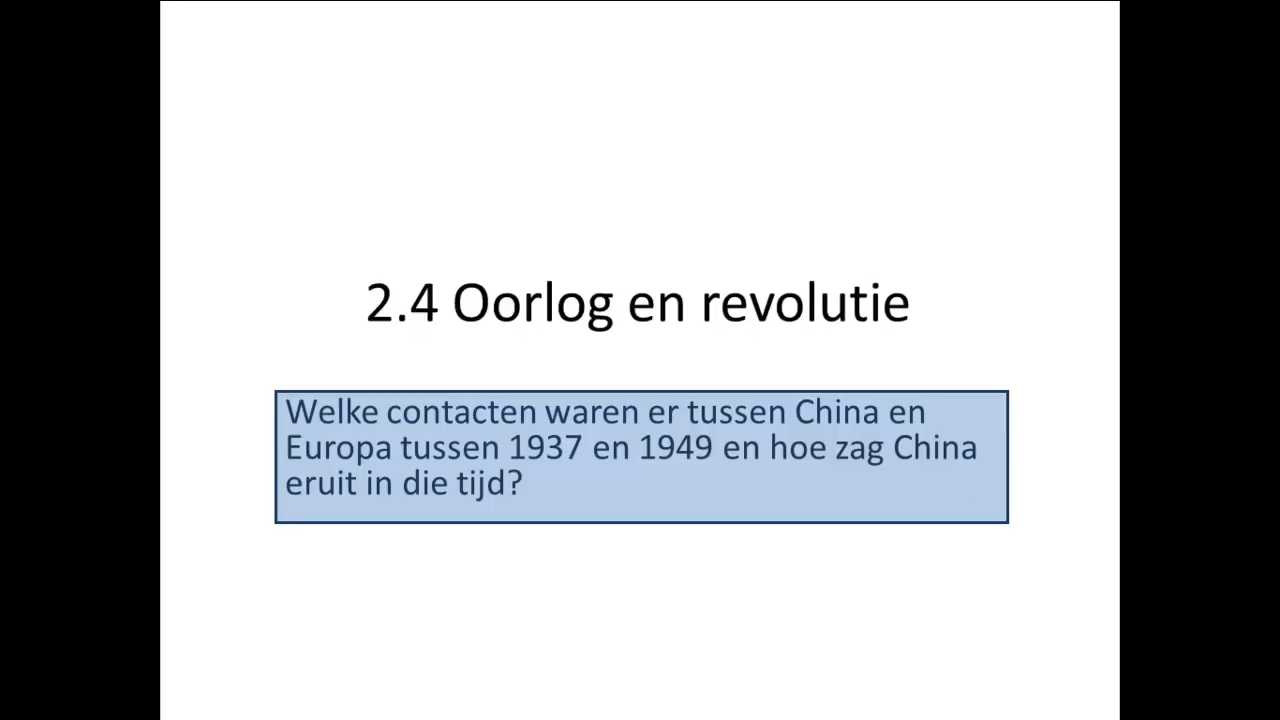 2.4 Oorlog en revolutie
Welke contacten waren er tussen China en
Europa tussen 1937 en 1949 en hoe zag China
eruit in die tijd?